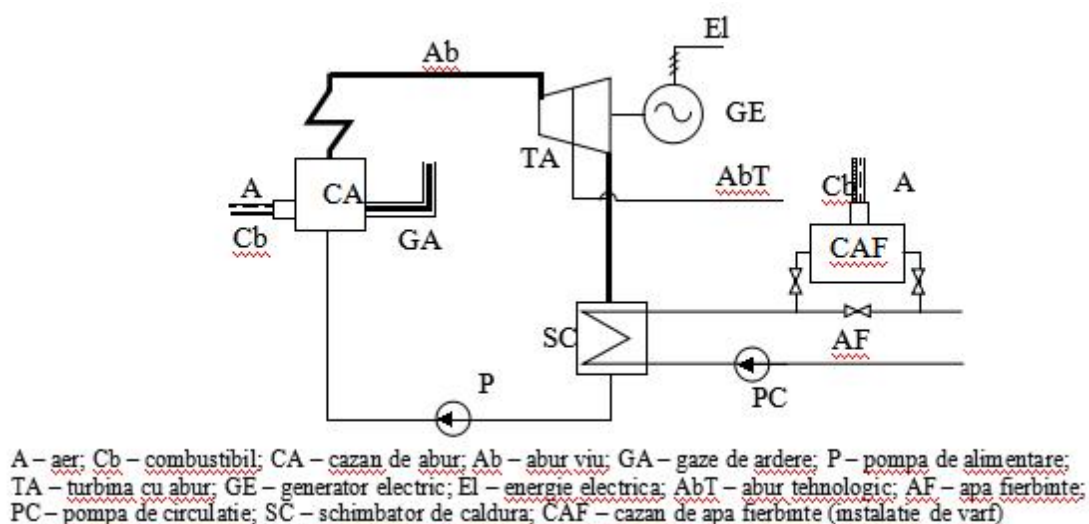 El
Ab
GE
TA
AbT
Cb
A
A
CA
CAF
Cb
GA
SC
AF
P
PC
A – aer; Cb – combustibil; CA – cazan de abur; Ab – abur viu; GA – gaze de ardere; P – pompa de alimentare;
TA – turbina cu abur; GE – generator electric; El – energie electrica; AbT – abur tehnologic; AF – apa fierbinte;
PC – pompa de circulatie; SC – schimbator de caldura; CAF – cazan de apa fierbinte (instalatie de varf)